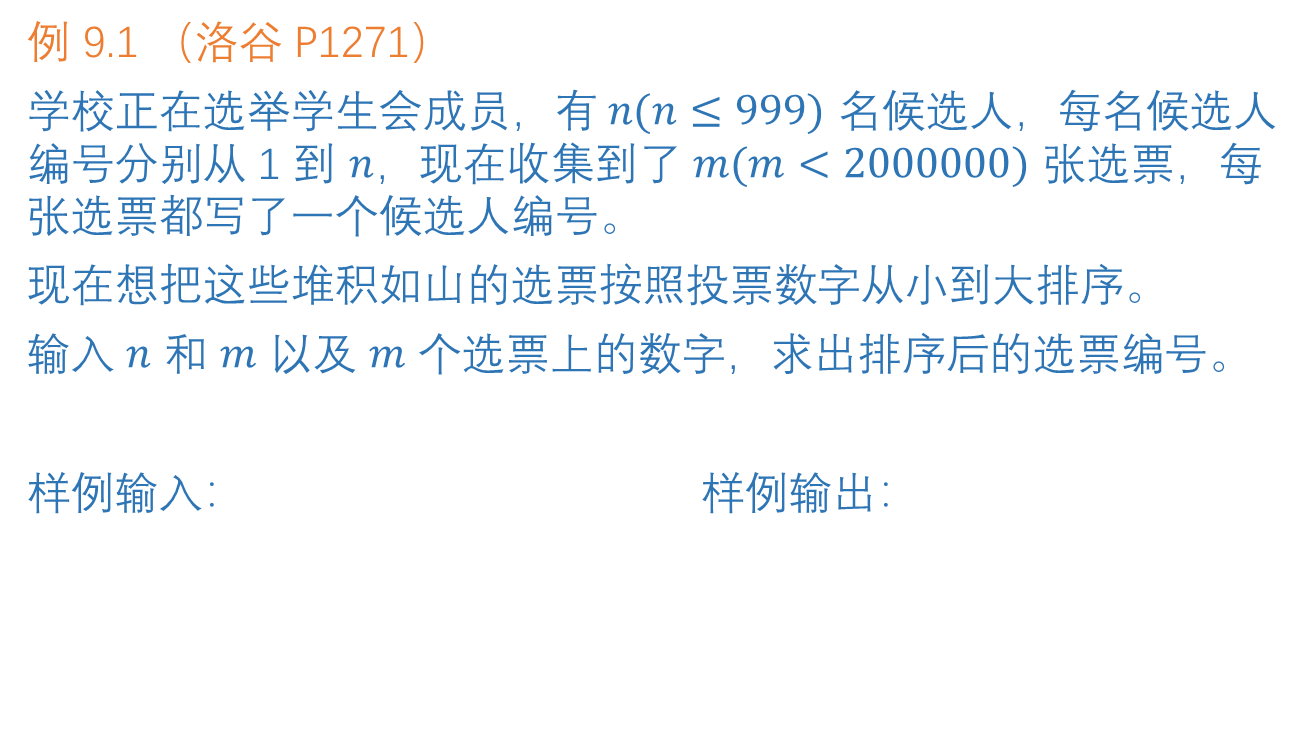 例 9.1 （洛谷 P1271）
学校正在选举学生会成员，有 n(n ≤ 999) 名候选人，每名候选人
编号分别从 1 到 n，现在收集到了 m(m < 2000000) 张选票，每
张选票都写了一个候选人编号。
现在想把这些堆积如山的选票按照投票数字从小到大排序。
输入 n 和 m 以及 m 个选票上的数字，求出排序后的选票编号。
样例输入： 样例输出：